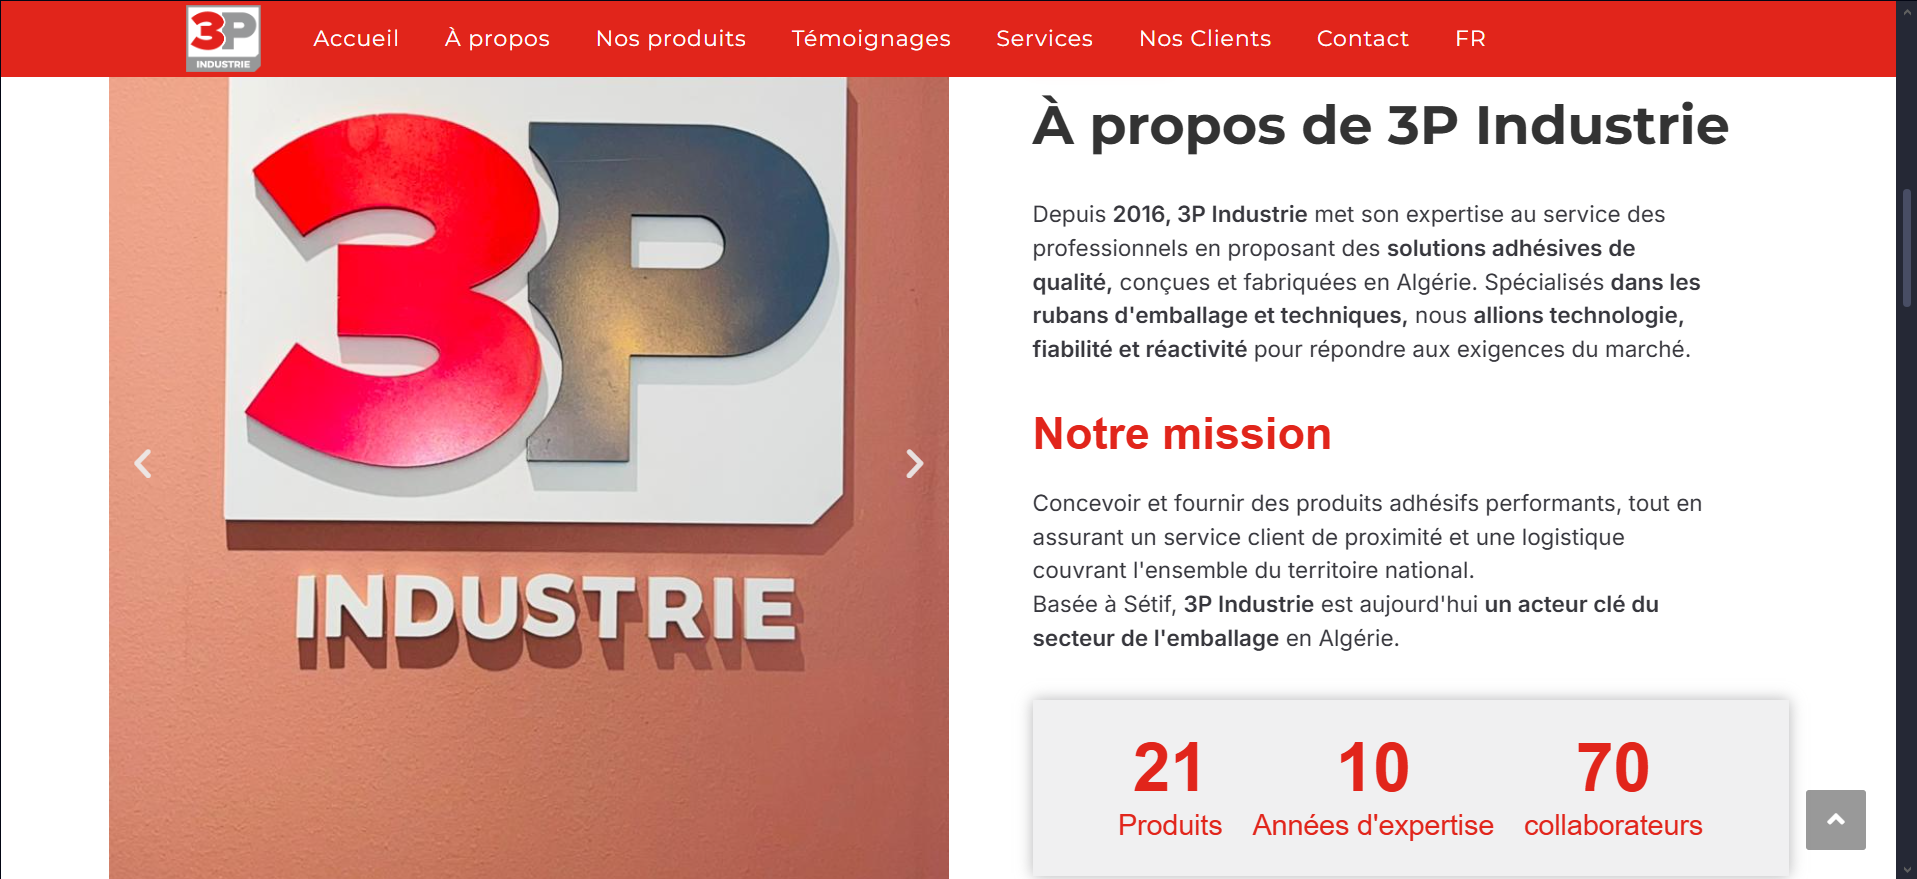 3P
INDUSTRIE
Accueil
À propos
Nos produits
Témoignages
Services
Nos Clients
Contact
FR
3P
INDUSTRIE
À propos de 3P Industrie
Depuis 2016, 3P Industrie met son expertise au service des
professionnels en proposant des solutions adhésives de
qualité, conçues et fabriquées en Algérie. Spécialisés dans les
rubans d'emballage et techniques, nous allions technologie,
fiabilité et réactivité pour répondre aux exigences du marché.
Notre mission
Concevoir et fournir des produits adhésifs performants, tout en
assurant un service client de proximité et une logistique
couvrant l'ensemble du territoire national.
Basée à Sétif, 3P Industrie est aujourd'hui un acteur clé du
secteur de l'emballage en Algérie.
21
Produits
10
Années d'expertise
70
collaborateurs